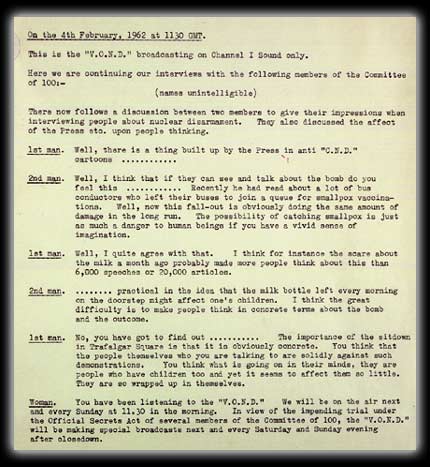 On the 4th February, 1962 at 1130 GMT.
This is the "V.O.N.D" broadcasting on Channel I Sound only.
Here we are continuing our interviews with the following members of the Committee
of 100:-
(names unintelligible)
There now follows a discussion between two members to give their impressions when
interviewing people about nuclear disarmament. They also discussed the affect
of the Press etc. upon people thinking.
1st man. Well, there is a thing built up by the Press in anti "C.N.D."
cartoons ............
2nd man. Well, I think that if they can see and talk about the bomb do you
feel this ............ Recently he had read about a lot of bus
conductors who left their buses to join a queue for smallpox vaccina-
tions. Well, now this fall-out is obviously doing the same amount of
damage in the long run. The possibility of catching smallpox is just
as much a danger to human beings if you have a vivid sense of
imagination.
1st man. Well, I quite agree with that. I think for instance the scare about
the milk a month ago probably made more people think about this than
6,000 speeches or 20,000 articles.
2nd man. ........ practical in the idea that the milk bottle left every morning
on the doorstep might affect one's children. I think the great
difficulty is to make people think in concrete terms about the bomb
and the outcome.
1st man. No, you have got to find out ........... The importance of the sitdown
in Trafalgar Square is that it in obviously concrete. You think that
the people themselves who you are talking to are solidly against such
demonstrations. You think what is going on in their minds, they are
people who have children too and yet it seems to affect them so little.
They are so wrapped up in themselves.
Woman. You have been listening to the "V.O.N.D." We will be on the air next
and every Sunday at 11.30 in the morning. In view of the impending trial under
the Official Secrets Act of several members of the Committee of 100, the "V.O.N.D."
will be making special broadcasts next and every Saturday and Sunday evening
after closedown.